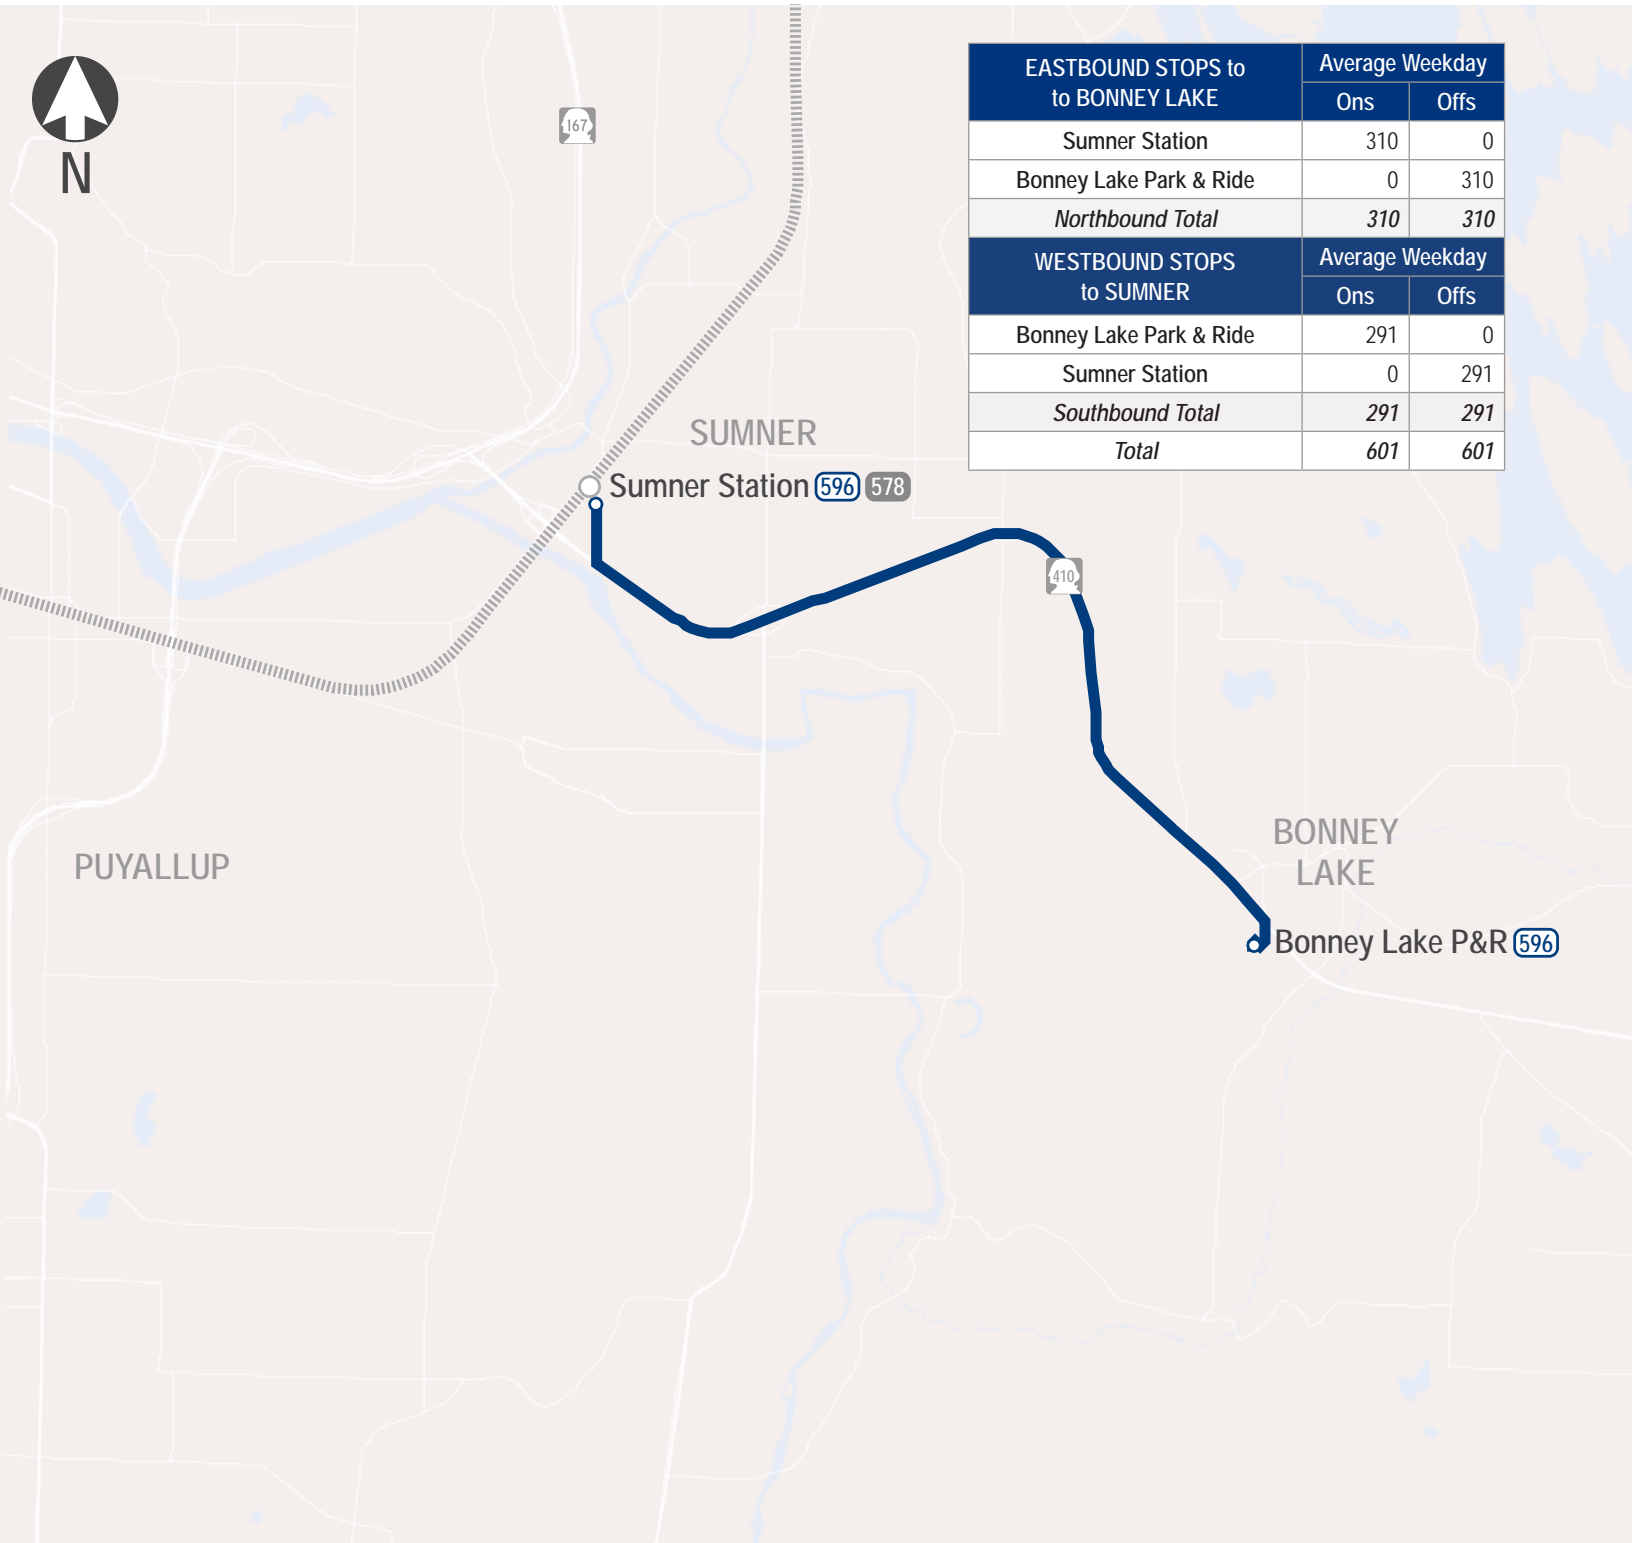 N
167
EASTBOUND STOPS to
to BONNEY LAKE
Average Weekday
Ons Offs
Sumner Station 310 0
Bonney Lake Park & Ride 0 310
Northbound Total 310 310
WESTBOUND STOPS
to SUMNER
Average Weekday
Ons Offs
Bonney Lake Park & Ride 291 0
Sumner Station 0 291
Southbound Total 291 291
Total 601 601
SUMNER
Sumner Station 596 578
410
BONNEY
LAKE
PUYALLUP
Bonney Lake P&R 596